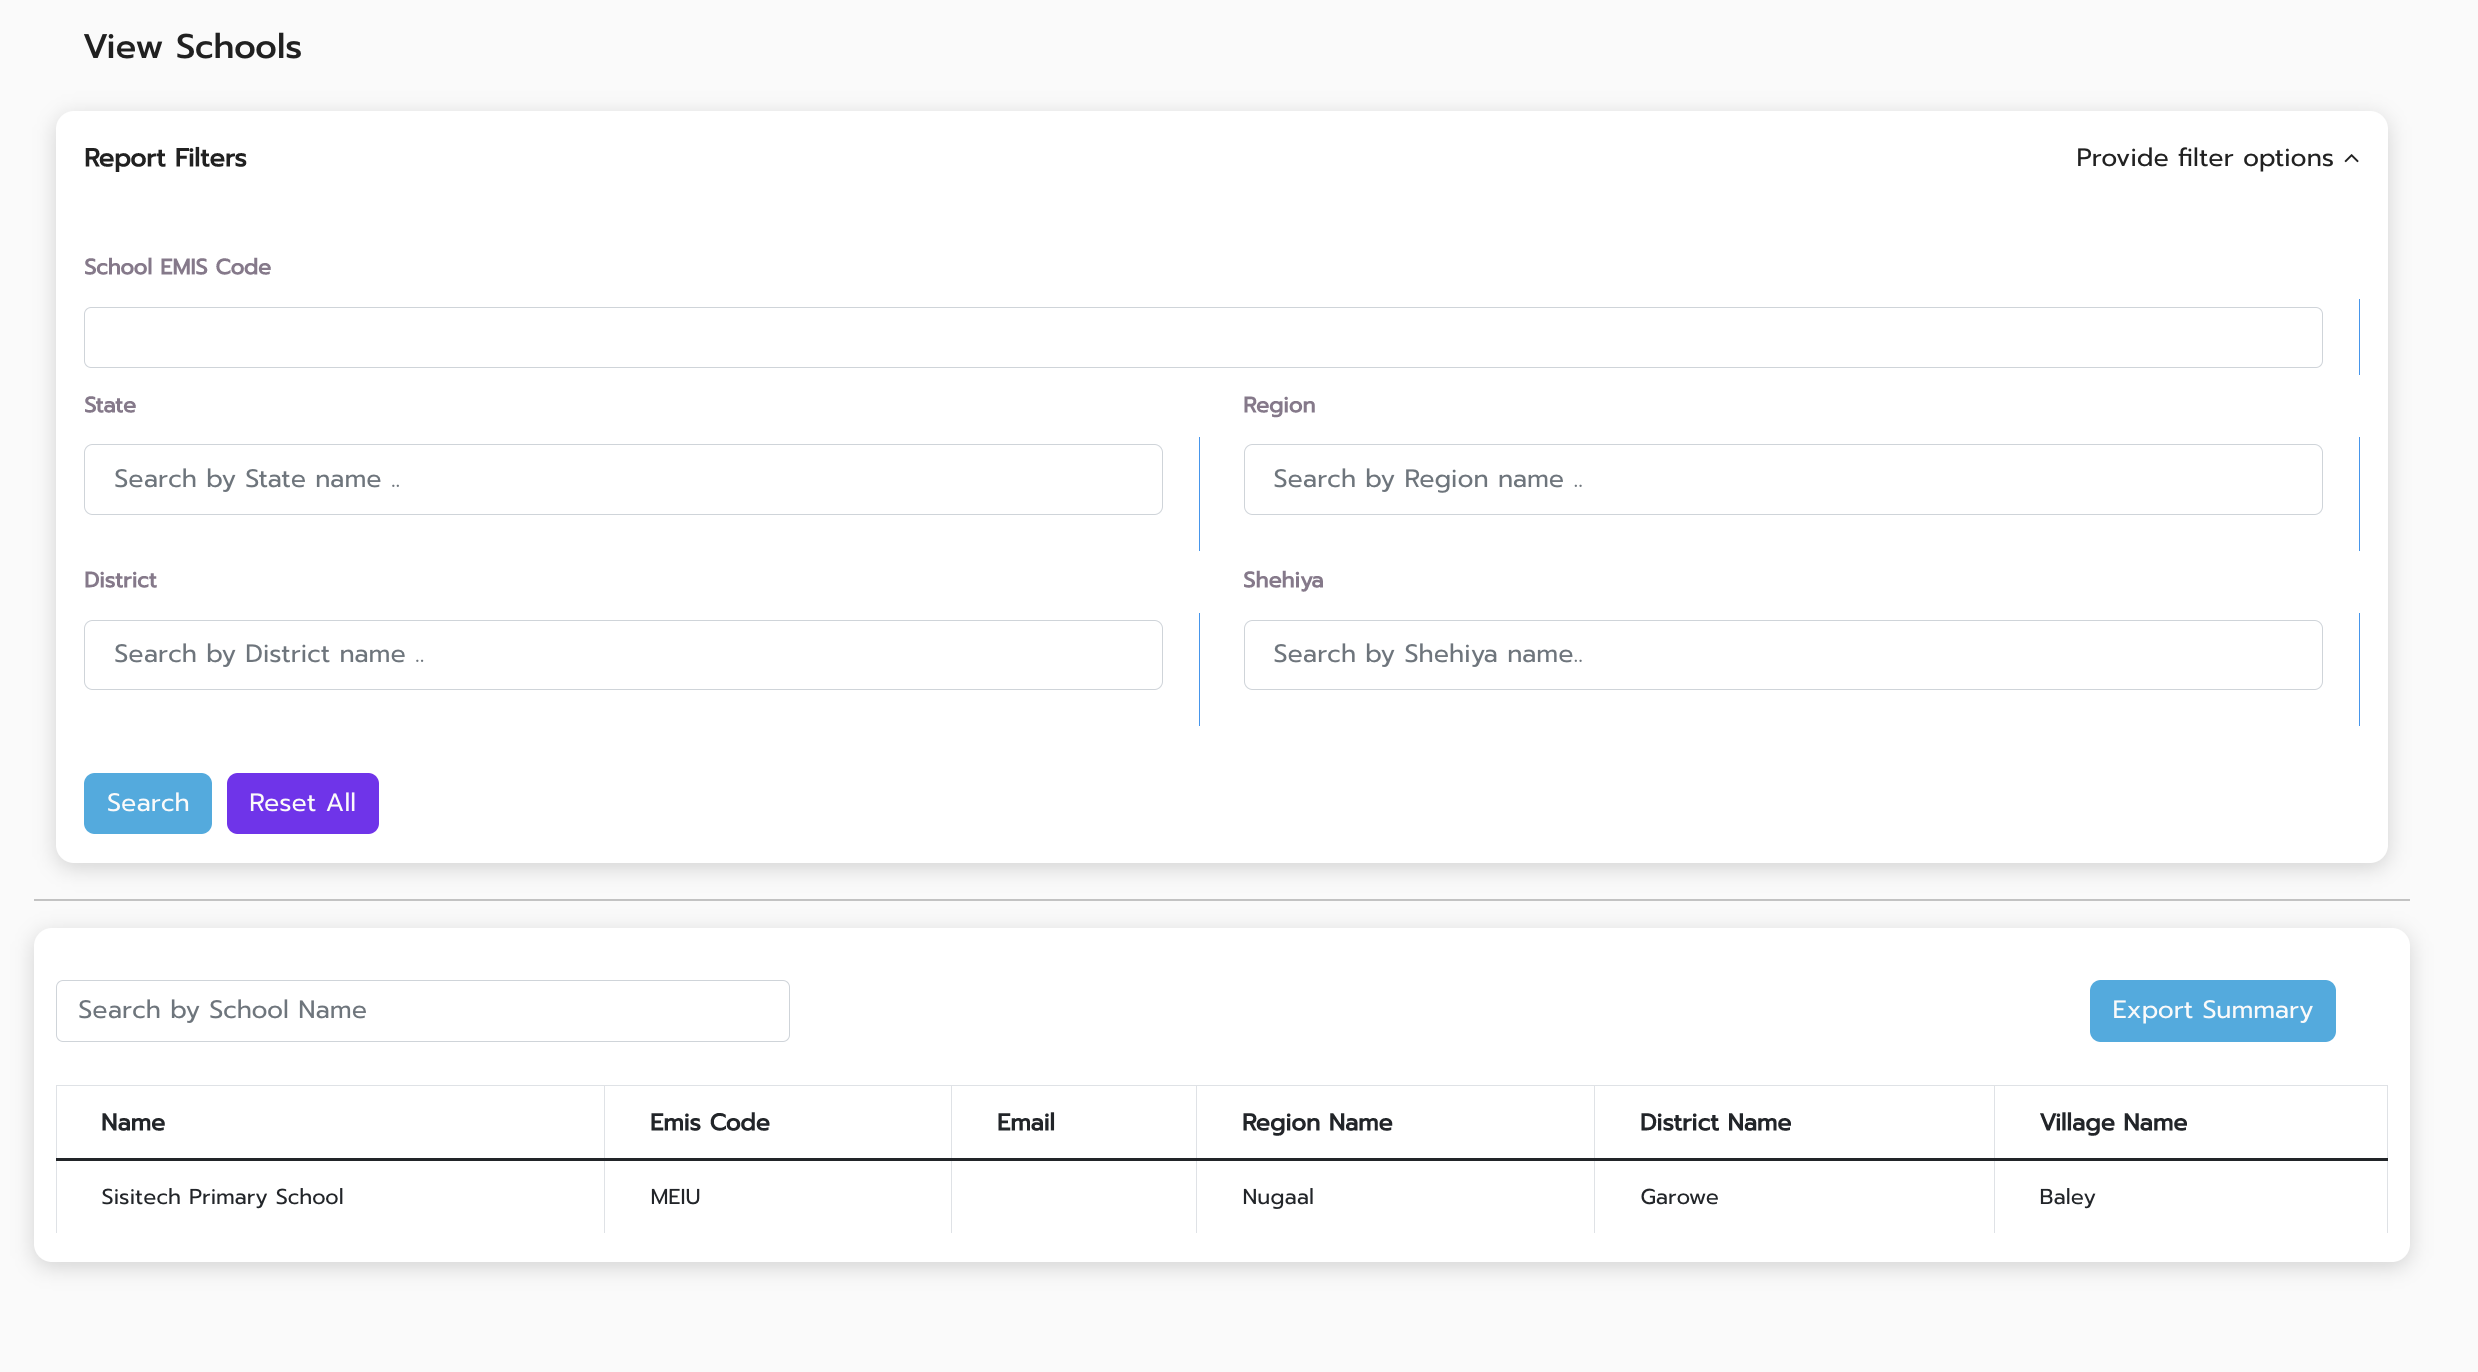 View Schools
Report Filters
Provide filter options
School EMIS Code
State
Region
Search by State name ..
Search by Region name ..
District
Shehiya
Search by District name ..
Search by Shehiya name..
Search
Reset All
Search by School Name
Export Summary
Name
Emis Code
Email
Region Name
District Name
Village Name
Sisitech Primary School
MEIU
Nugaal
Garowe
Baley